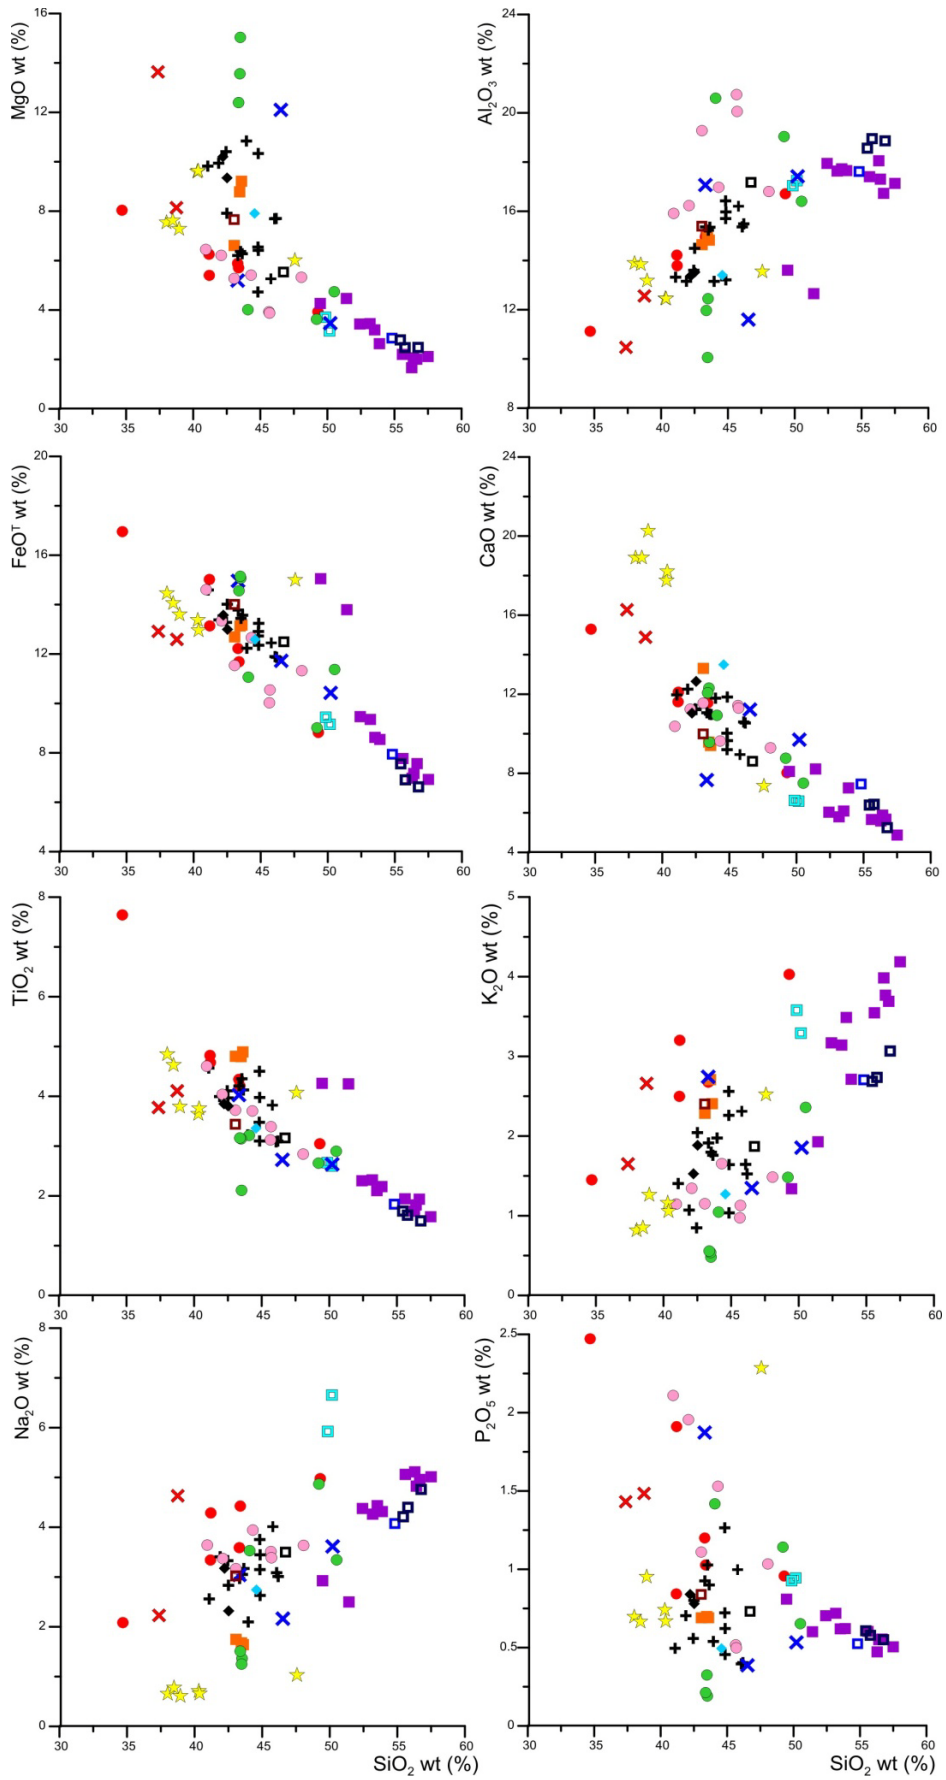 MgO wt (%)
16
12
8
4
0
30 35 40 45 50 55 60
Al₂O₃ wt (%)
24
20
16
12
8
30 35 40 45 50 55 60
FeOᵀ wt (%)
20
16
12
8
4
30 35 40 45 50 55 60
CaO wt (%)
24
20
16
12
8
4
30 35 40 45 50 55 60
TiO₂ wt (%)
8
6
4
2
0
30 35 40 45 50 55 60
K₂O wt (%)
5
4
3
2
1
0
30 35 40 45 50 55 60
Na₂O wt (%)
8
6
4
2
0
30 35 40 45 50 55 60
SiO₂ wt (%)
P₂O₅ wt (%)
2.5
2
1.5
1
0.5
0
30 35 40 45 50 55 60
SiO₂ wt (%)